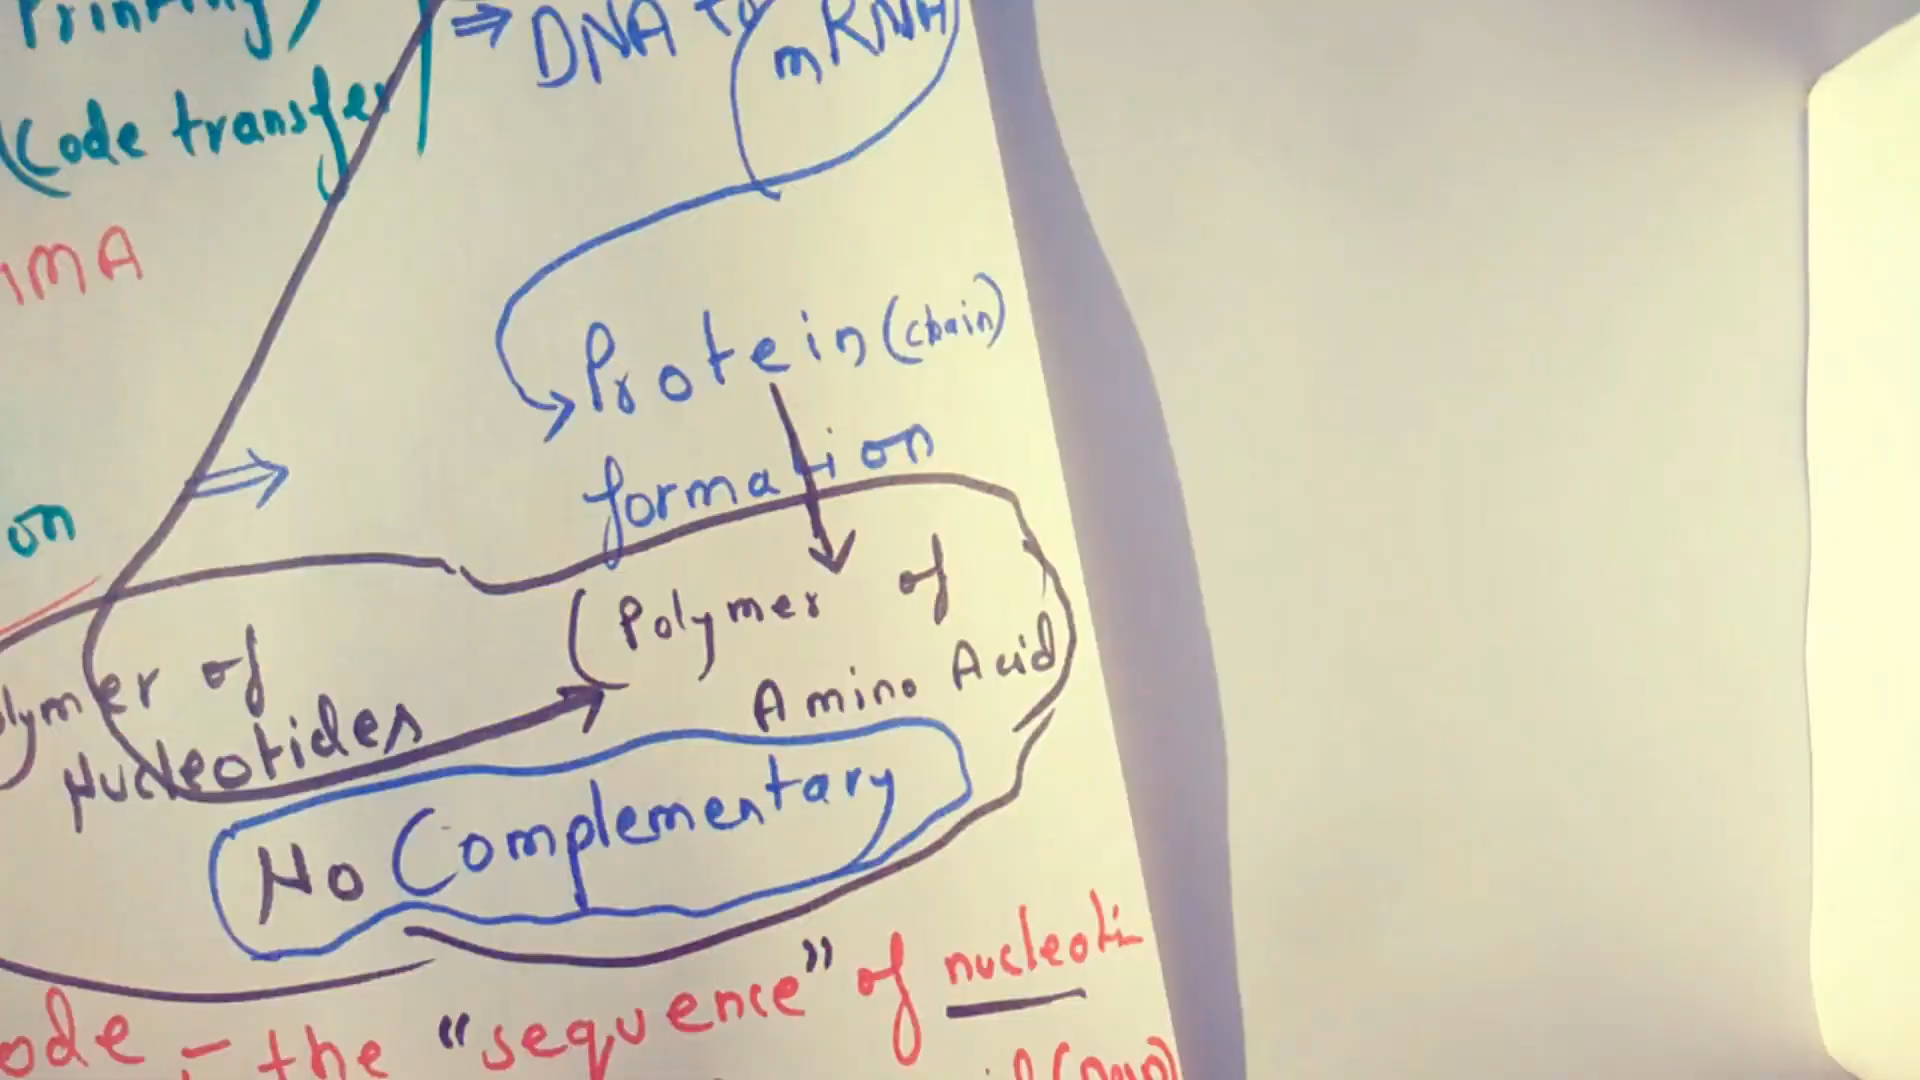 Printing)
⇒ DNA to mRNA
(Code transfer
Protein (chain)
formation
on
(Polymer of
Amino Acid
lymer of
Nucleotides
No Complementary
ode - the "sequence" of nucleoti